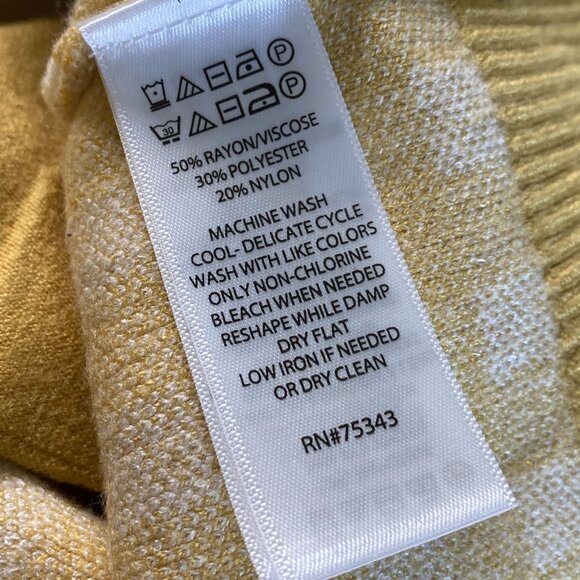 P
30 P
50% RAYON/VISCOSE
30% POLYESTER
20% NYLON
MACHINE WASH
COOL- DELICATE CYCLE
WASH WITH LIKE COLORS
ONLY NON-CHLORINE
BLEACH WHEN NEEDED
RESHAPE WHILE DAMP
DRY FLAT
LOW IRON IF NEEDED
OR DRY CLEAN
RN#75343